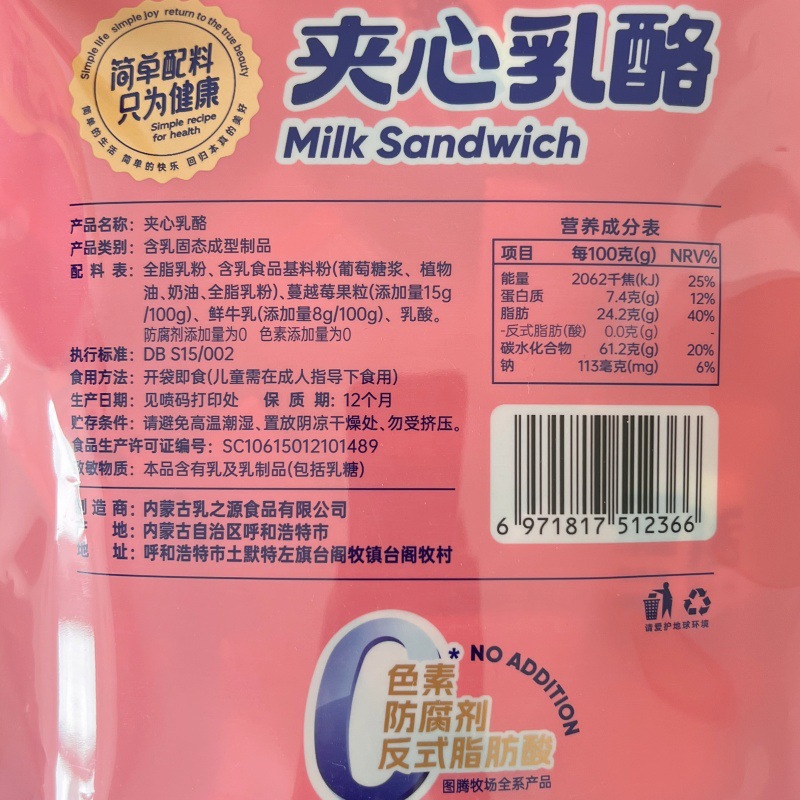 Simple life simple joy return to the true beauty
简单配料
只为健康
Simple recipe
for health
简单的生活 简单的快乐 回归本真的美好
夹心乳酪
Milk Sandwich
产品名称：夹心乳酪
产品类别：含乳固态成型制品
配料表：全脂乳粉、含乳食品基料粉(葡萄糖浆、植物
油、奶油、全脂乳粉)、蔓越莓果粒(添加量15g
/100g)、鲜牛乳(添加量8g/100g)、乳酸。
防腐剂添加量为0 色素添加量为0
执行标准：DB S15/002
食用方法：开袋即食(儿童需在成人指导下食用)
生产日期：见喷码打印处 保质期：12个月
贮存条件：请避免高温潮湿、置放阴凉干燥处、勿受挤压。
食品生产许可证编号：SC10615012101489
致敏物质：本品含有乳及乳制品(包括乳糖)
制造商：内蒙古乳之源食品有限公司
产地：内蒙古自治区呼和浩特市
地址：呼和浩特市土默特左旗台阁牧镇台阁牧村
营养成分表
项目 每100克(g) NRV%
能量 2062千焦(kJ) 25%
蛋白质 7.4克(g) 12%
脂肪 24.2克(g) 40%
-反式脂肪(酸) 0.0克(g) -
碳水化合物 61.2克(g) 20%
钠 113毫克(mg) 6%
6 971817 512366
请爱护地球环境
0
* NO ADDITION
色素
防腐剂
反式脂肪酸
图腾牧场全系产品